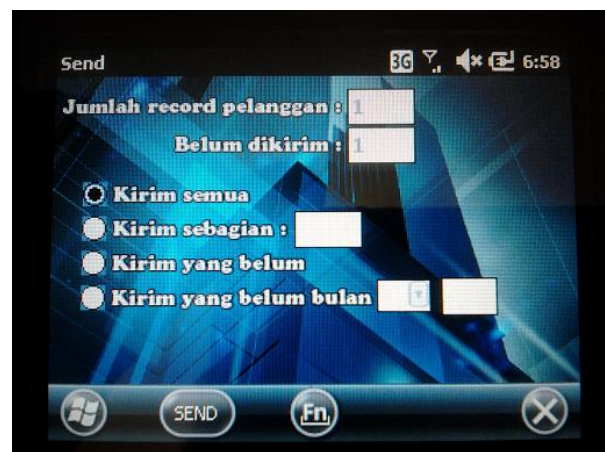 Send 3G 6:58
Jumlah record pelanggan : 1
Belum dikirim : 1
Kirim semua
Kirim sebagian :
Kirim yang belum
Kirim yang belum bulan
SEND Fn